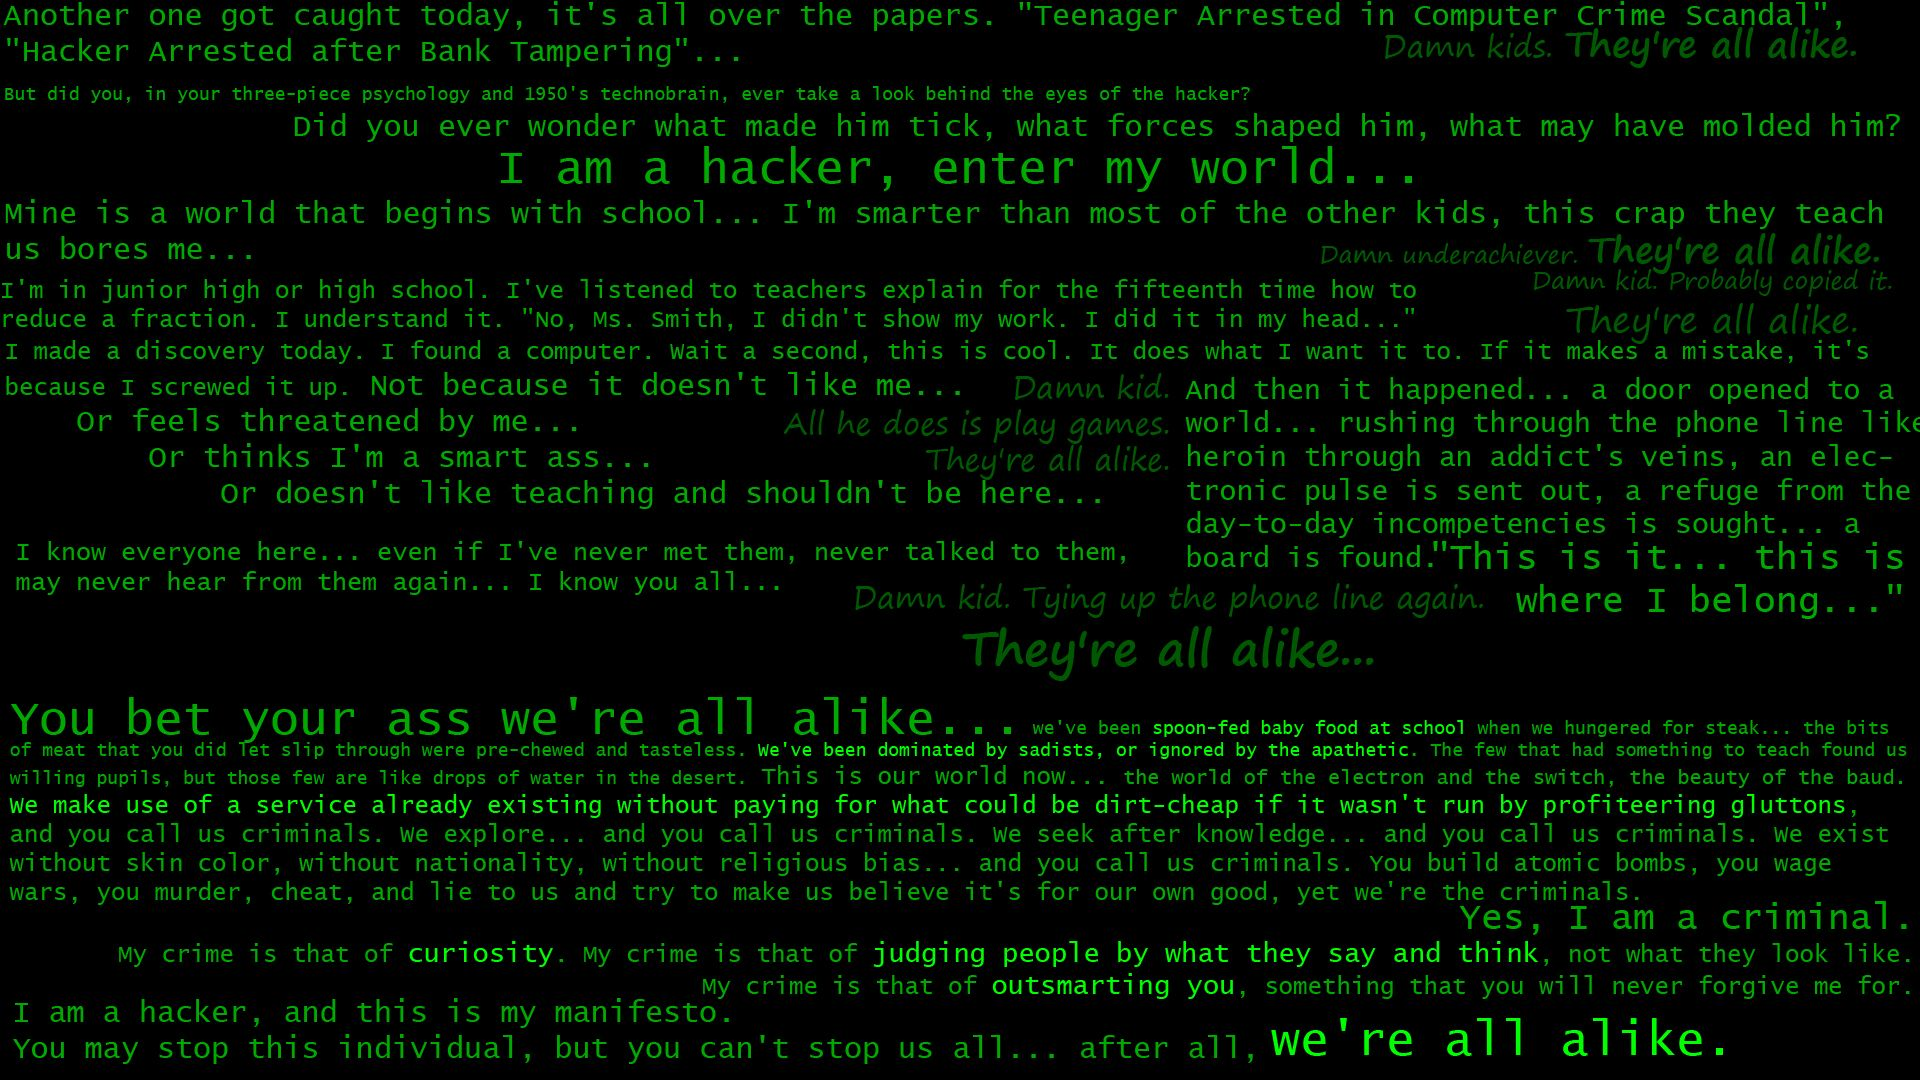 Another one got caught today, it's all over the papers. "Teenager Arrested in Computer Crime Scandal",
"Hacker Arrested after Bank Tampering"...
Damn kids. They're all alike.
But did you, in your three-piece psychology and 1950's technobrain, ever take a look behind the eyes of the hacker?
Did you ever wonder what made him tick, what forces shaped him, what may have molded him?
I am a hacker, enter my world...
Mine is a world that begins with school... I'm smarter than most of the other kids, this crap they teach
us bores me...
Damn underachiever. They're all alike.
I'm in junior high or high school. I've listened to teachers explain for the fifteenth time how to
reduce a fraction. I understand it. "No, Ms. Smith, I didn't show my work. I did it in my head..."
Damn kid. Probably copied it.
They're all alike.
I made a discovery today. I found a computer. Wait a second, this is cool. It does what I want it to. If it makes a mistake, it's
because I screwed it up. Not because it doesn't like me...
Or feels threatened by me...
Or thinks I'm a smart ass...
Or doesn't like teaching and shouldn't be here...
Damn kid.
All he does is play games.
They're all alike.
And then it happened... a door opened to a
world... rushing through the phone line like
heroin through an addict's veins, an elec-
tronic pulse is sent out, a refuge from the
day-to-day incompetencies is sought... a
board is found."This is it... this is
where I belong..."
I know everyone here... even if I've never met them, never talked to them,
may never hear from them again... I know you all...
Damn kid. Tying up the phone line again.
They're all alike...
You bet your ass we're all alike... we've been spoon-fed baby food at school when we hungered for steak... the bits
of meat that you did let slip through were pre-chewed and tasteless. We've been dominated by sadists, or ignored by the apathetic. The few that had something to teach found us
willing pupils, but those few are like drops of water in the desert. This is our world now... the world of the electron and the switch, the beauty of the baud.
We make use of a service already existing without paying for what could be dirt-cheap if it wasn't run by profiteering gluttons,
and you call us criminals. We explore... and you call us criminals. We seek after knowledge... and you call us criminals. We exist
without skin color, without nationality, without religious bias... and you call us criminals. You build atomic bombs, you wage
wars, you murder, cheat, and lie to us and try to make us believe it's for our own good, yet we're the criminals.
Yes, I am a criminal.
My crime is that of curiosity. My crime is that of judging people by what they say and think, not what they look like.
My crime is that of outsmarting you, something that you will never forgive me for.
I am a hacker, and this is my manifesto.
You may stop this individual, but you can't stop us all... after all, we're all alike.